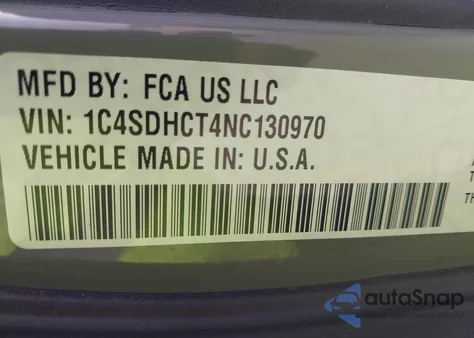 MFD BY: FCA US LLC
VIN: 1C4SDHCT4NC130970
VEHICLE MADE IN: U.S.A.
autoSnap